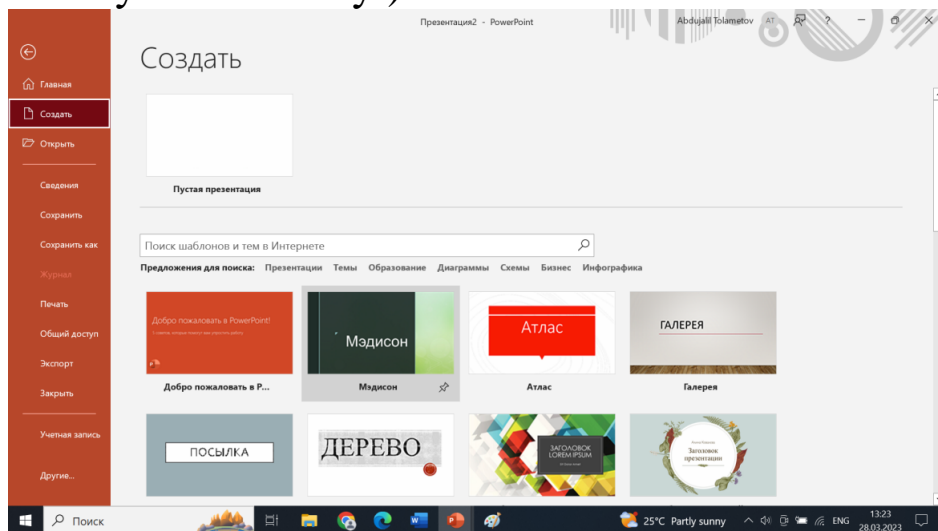 Презентация2 - PowerPoint
Abdujalil Tolametov AT
? — X
Создать
Главная
Создать
Открыть
Сведения
Сохранить
Сохранить как
Журнал
Печать
Общий доступ
Экспорт
Закрыть
Учетная запись
Другие...
Пустая презентация
Поиск шаблонов и тем в Интернете
Предложения для поиска: Презентации Темы Образование Диаграммы Схемы Бизнес Инфографика
Добро пожаловать в PowerPoint!
Мэдисон
Атлас
ГАЛЕРЕЯ
Добро пожаловать в P...
Мэдисон
Атлас
Галерея
ПОСЫЛКА
ДЕРЕВО
ЗАГОЛОВОК
LOREM IPSUM
Заголовок
презентации
Поиск
25°C Partly sunny
ENG
13:23
28.03.2023